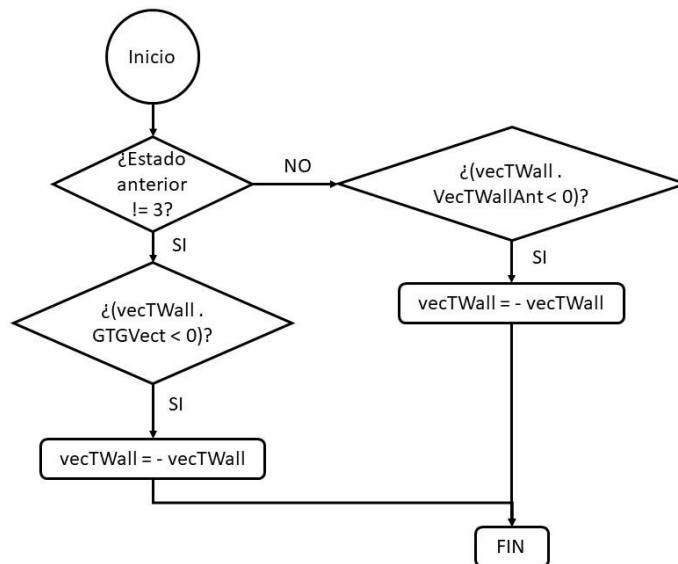 Inicio
¿Estado
anterior
!= 3?
NO
¿(vecTWall .
VecTWallAnt < 0)?
SI
SI
vecTWall = - vecTWall
¿(vecTWall .
GTGVect < 0)?
SI
vecTWall = - vecTWall
FIN